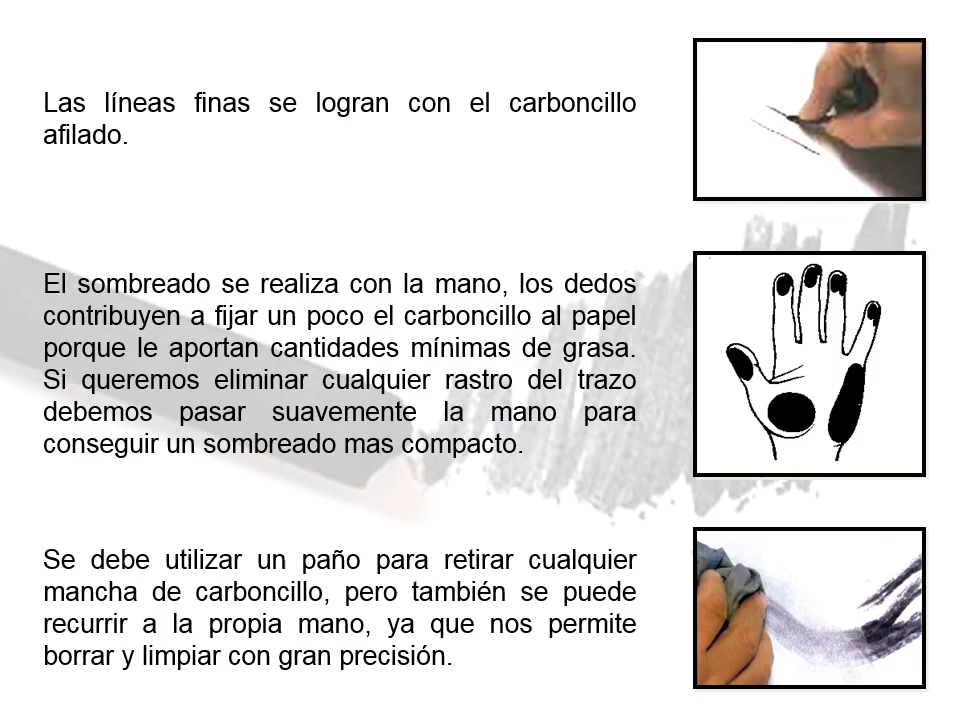 Las líneas finas se logran con el carboncillo
afilado.
El sombreado se realiza con la mano, los dedos
contribuyen a fijar un poco el carboncillo al papel
porque le aportan cantidades mínimas de grasa.
Si queremos eliminar cualquier rastro del trazo
debemos pasar suavemente la mano para
conseguir un sombreado mas compacto.
Se debe utilizar un paño para retirar cualquier
mancha de carboncillo, pero también se puede
recurrir a la propia mano, ya que nos permite
borrar y limpiar con gran precisión.